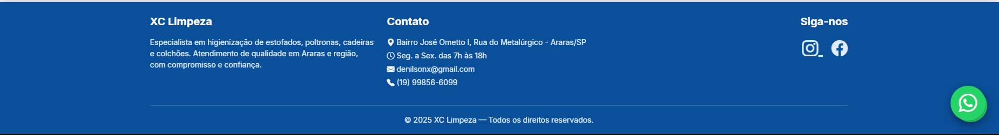 XC Limpeza
Especialista em higienização de estofados, poltronas, cadeiras
e colchões. Atendimento de qualidade em Araras e região,
com compromisso e confiança.
Contato
Bairro José Ometto I, Rua do Metalúrgico - Araras/SP
Seg. a Sex. das 7h às 18h
denilsonx@gmail.com
(19) 99856-6099
Siga-nos
© 2025 XC Limpeza — Todos os direitos reservados.